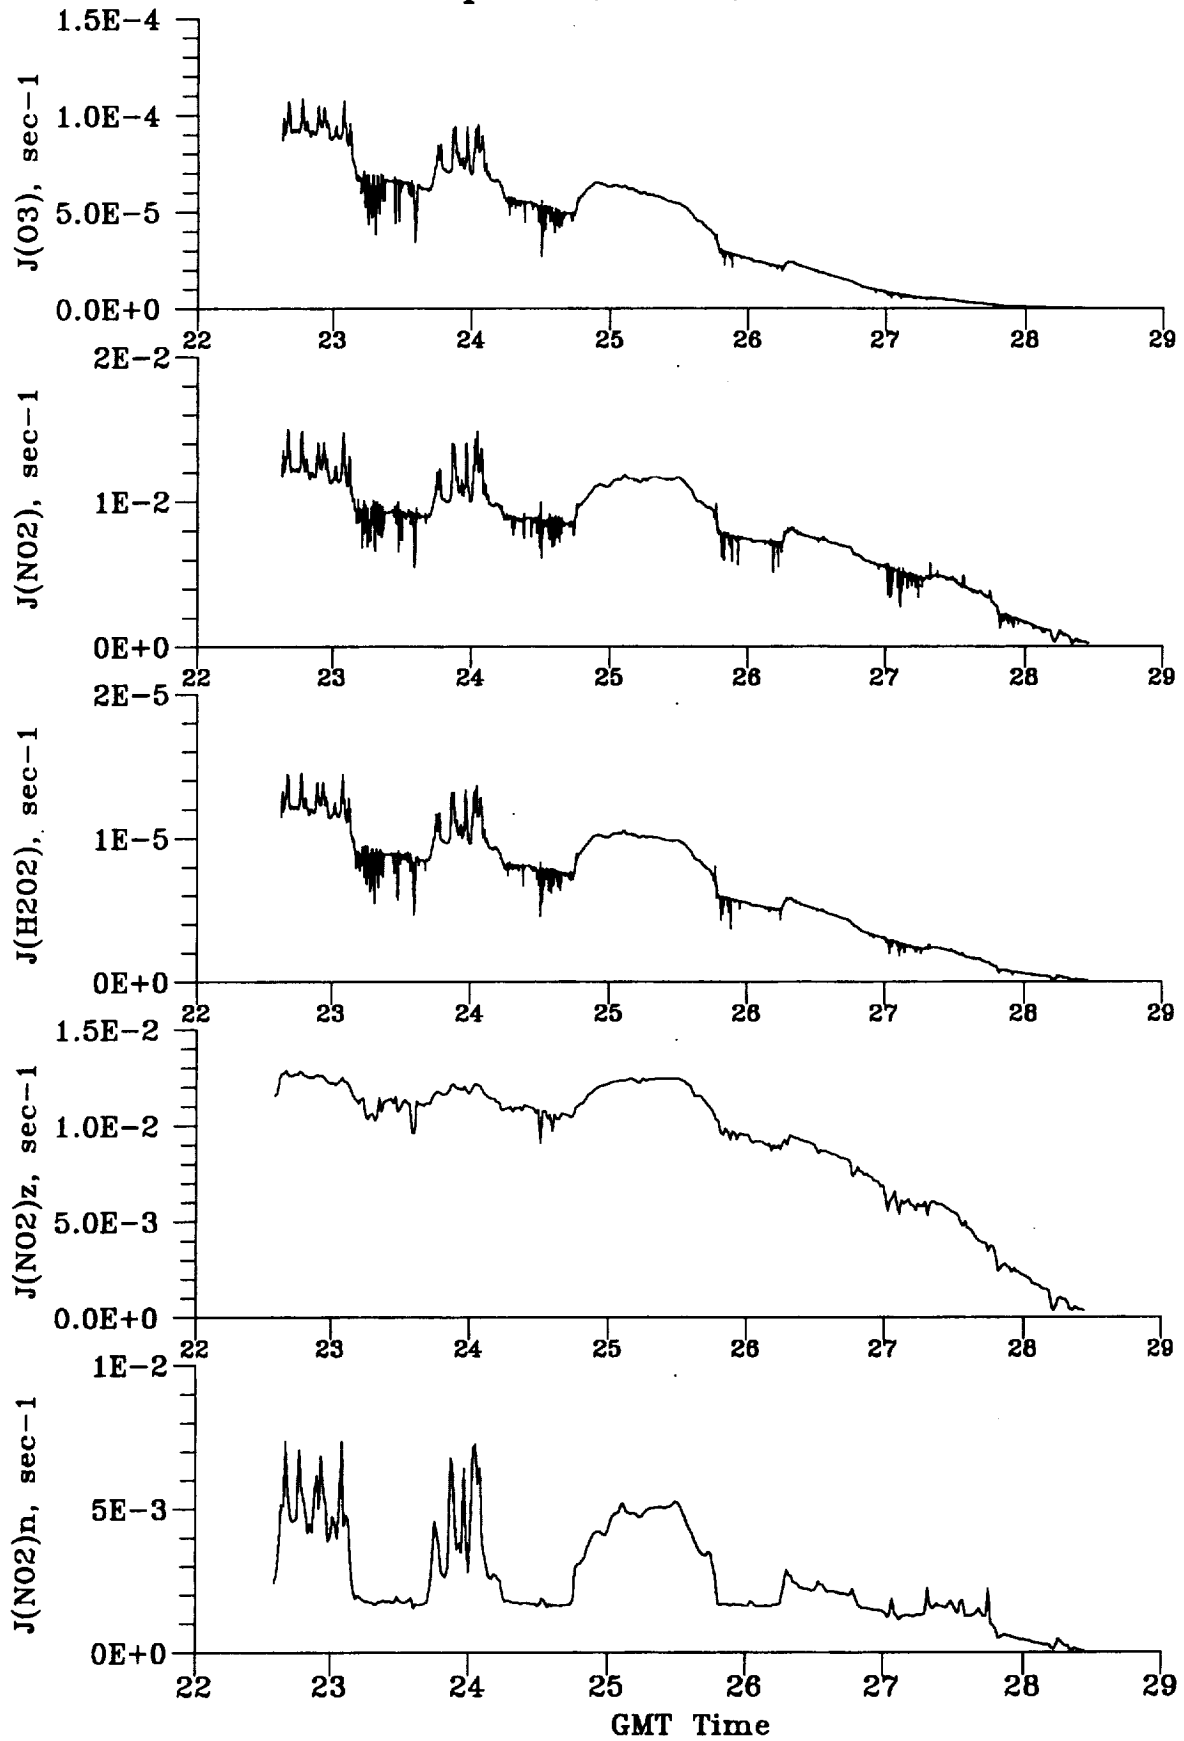 1.5E-4
1.0E-4
5.0E-5
0.0E+0
J(O3), sec-1
22 23 24 25 26 27 28 29
2E-2
1E-2
0E+0
J(NO2), sec-1
22 23 24 25 26 27 28 29
2E-5
1E-5
0E+0
J(H2O2), sec-1
22 23 24 25 26 27 28 29
1.5E-2
1.0E-2
5.0E-3
0.0E+0
J(NO2)z, sec-1
22 23 24 25 26 27 28 29
1E-2
5E-3
0E+0
J(NO2)n, sec-1
22 23 24 25 26 27 28 29
GMT Time